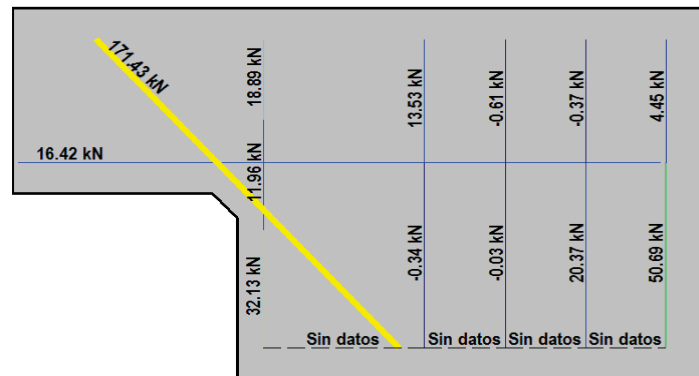 171.43 kN
18.89 kN
13.53 kN
-0.61 kN
-0.37 kN
4.45 kN
16.42 kN
11.96 kN
32.13 kN
-0.34 kN
-0.03 kN
20.37 kN
50.69 kN
Sin datos
Sin datos
Sin datos
Sin datos